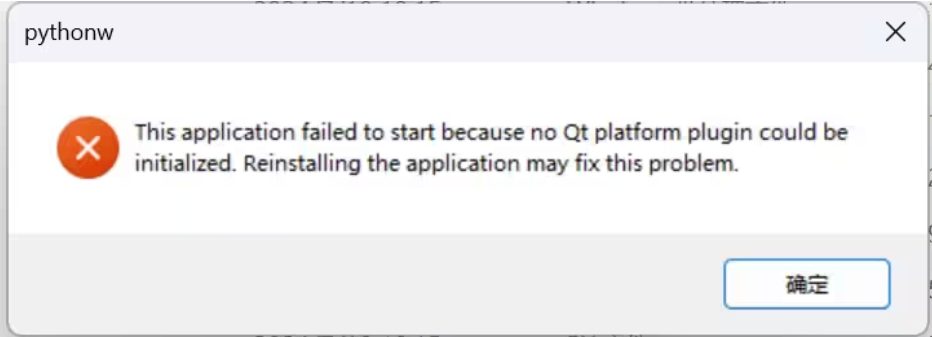 pythonw
This application failed to start because no Qt platform plugin could be
initialized. Reinstalling the application may fix this problem.
确定